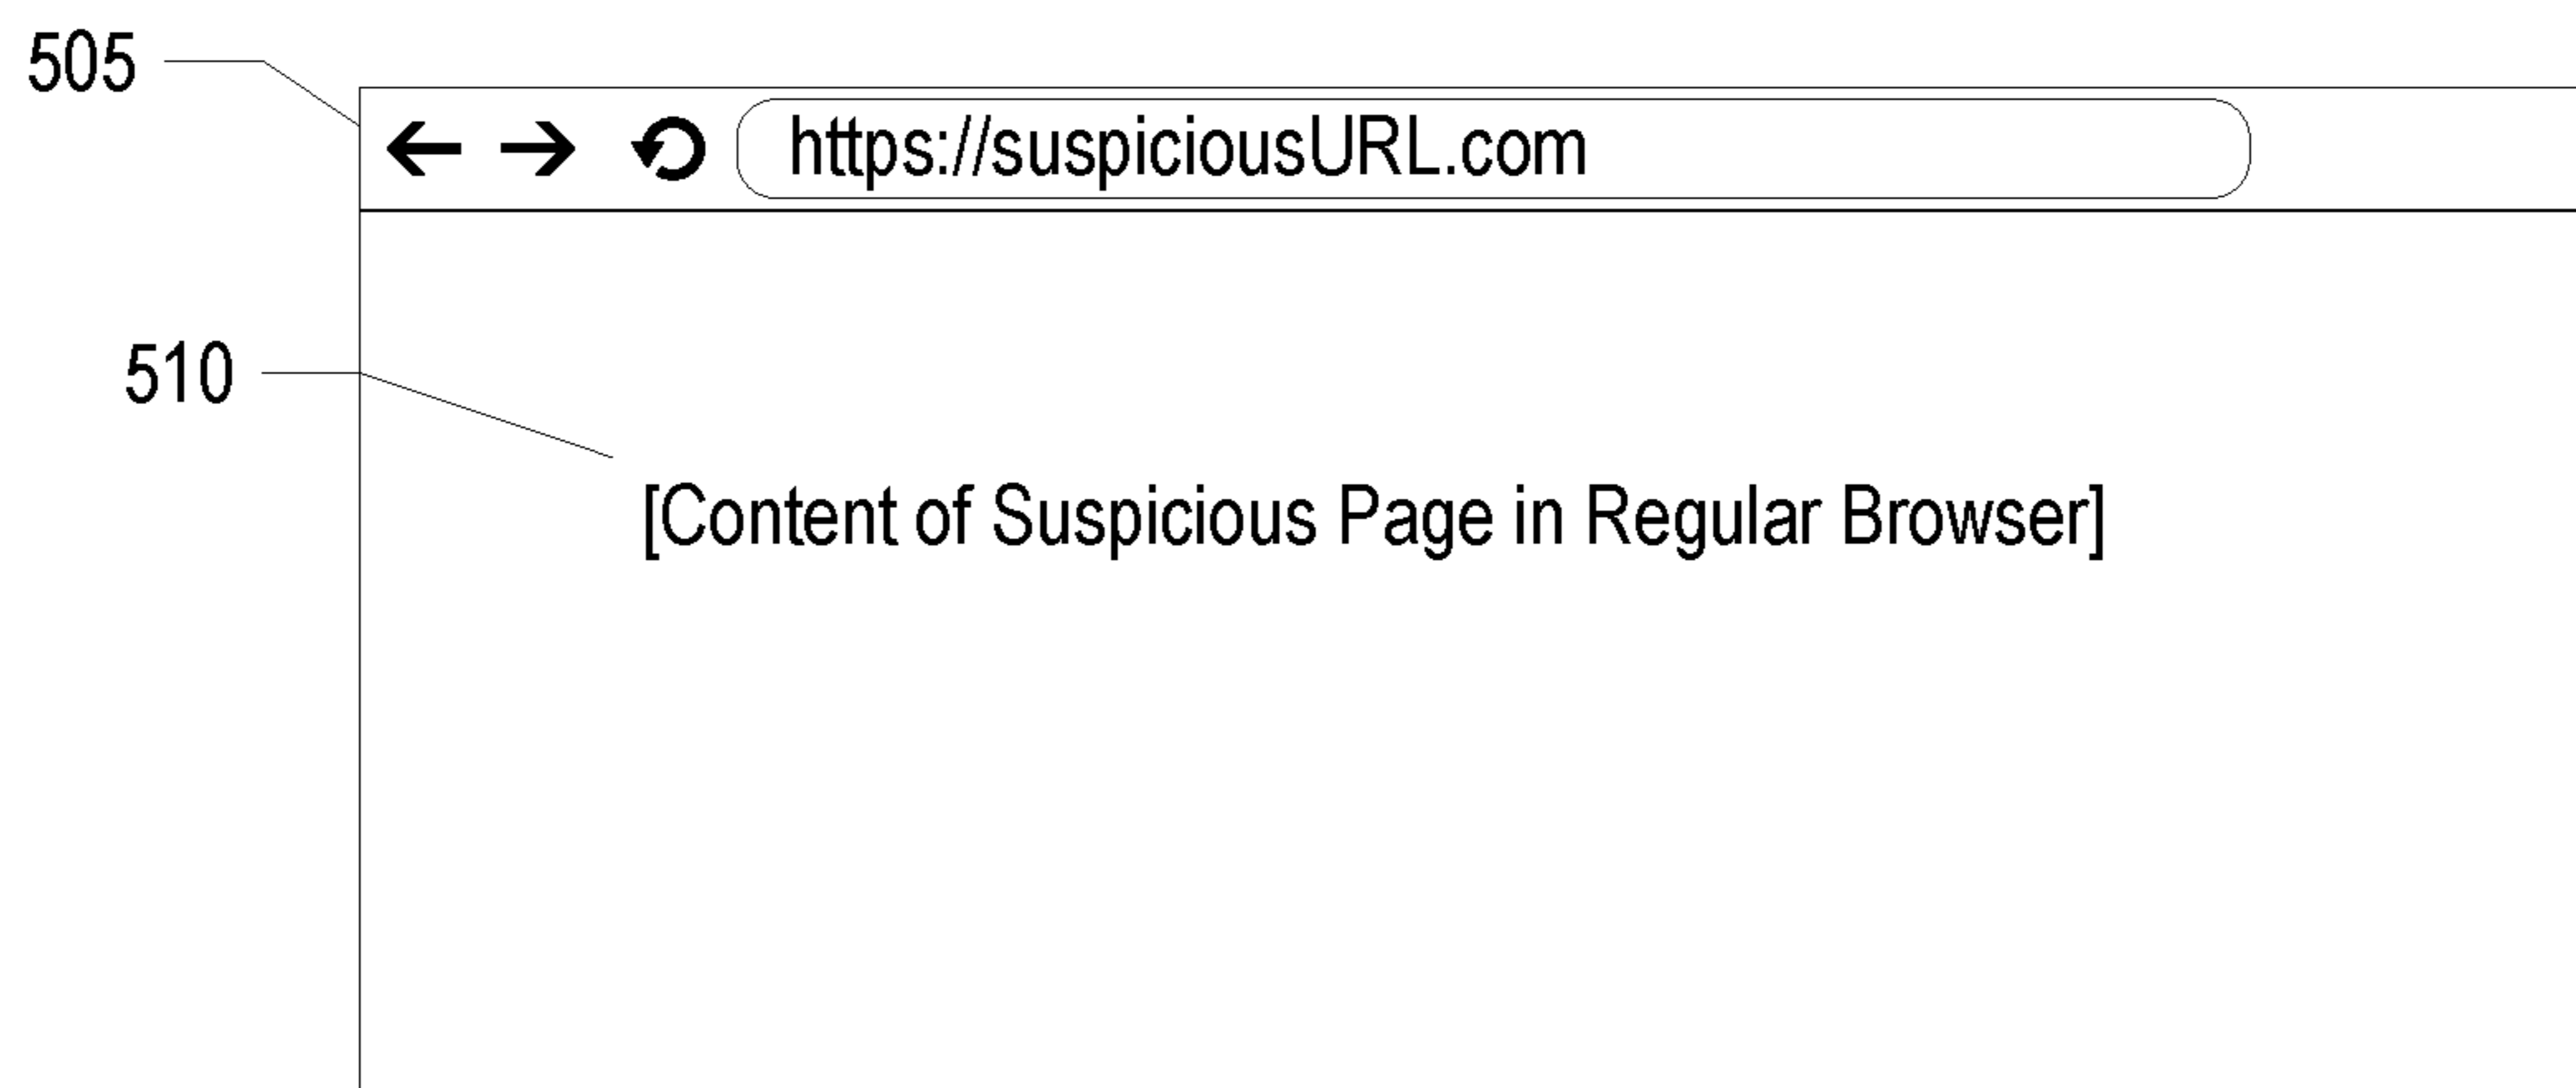 505
https://suspiciousURL.com
510
[Content of Suspicious Page in Regular Browser]